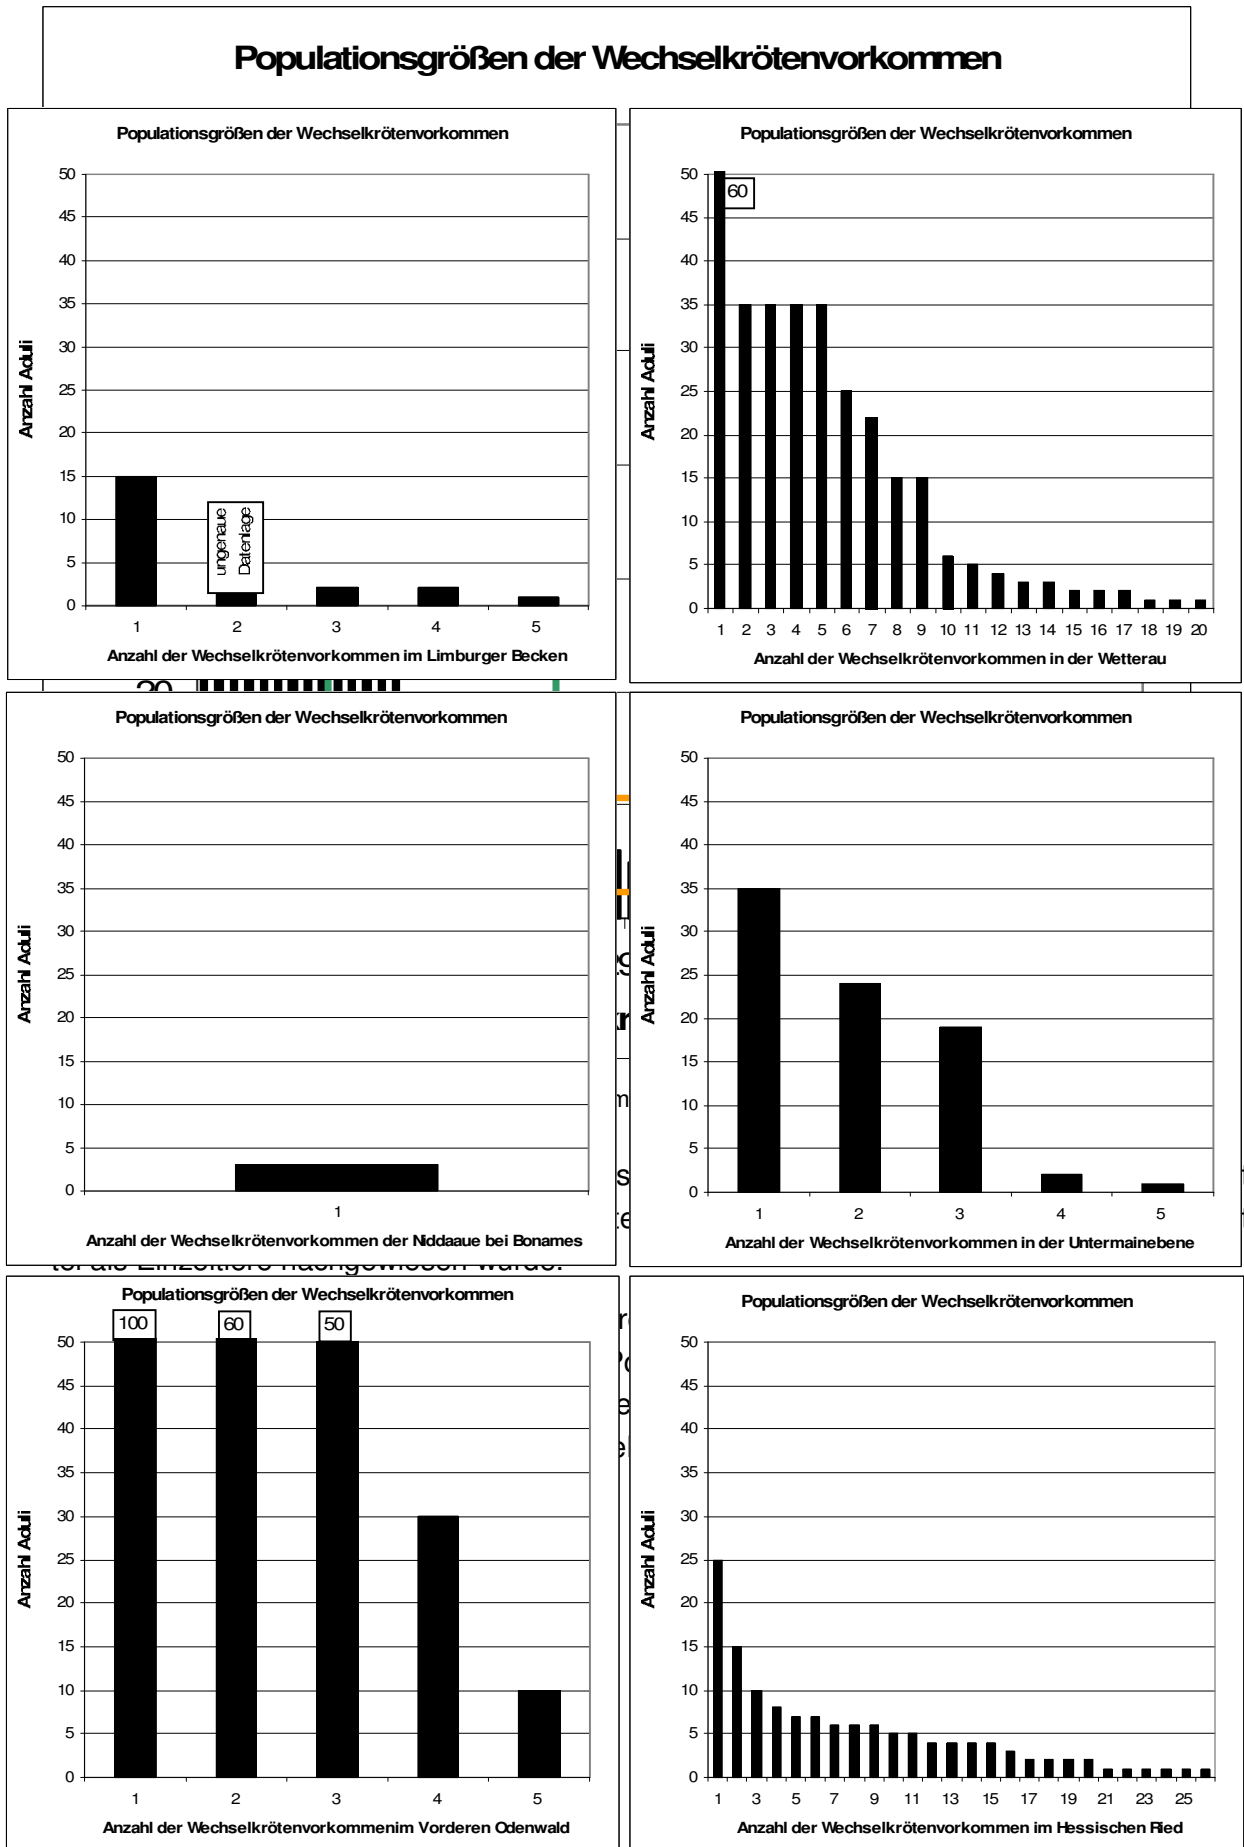 Populationsgrößen der Wechselkrötenvorkommen
Populationsgrößen der Wechselkrötenvorkommen
50
45
40
35
30
25
20
15
10
5
0
Anzahl Aduli
ungenaue
Datenlage
1 2 3 4 5
Anzahl der Wechselkrötenvorkommen im Limburger Becken
Populationsgrößen der Wechselkrötenvorkommen
50
45
40
35
30
25
20
15
10
5
0
Anzahl Aduli
60
1 2 3 4 5 6 7 8 9 10 11 12 13 14 15 16 17 18 19 20
Anzahl der Wechselkrötenvorkommen in der Wetterau
Populationsgrößen der Wechselkrötenvorkommen
50
45
40
35
30
25
20
15
10
5
0
Anzahl Aduli
1
Anzahl der Wechselkrötenvorkommen der Niddaaue bei Bonames
Populationsgrößen der Wechselkrötenvorkommen
50
45
40
35
30
25
20
15
10
5
0
Anzahl Aduli
1 2 3 4 5
Anzahl der Wechselkrötenvorkommen in der Untermainebene
tel als Einzeltiere nachgewiesen wurde.
Populationsgrößen der Wechselkrötenvorkommen
100 60 50
50
45
40
35
30
25
20
15
10
5
0
Anzahl Aduli
1 2 3 4 5
Anzahl der Wechselkrötenvorkommenim Vorderen Odenwald
Populationsgrößen der Wechselkrötenvorkommen
50
45
40
35
30
25
20
15
10
5
0
Anzahl Aduli
1 3 5 7 9 11 13 15 17 19 21 23 25
Anzahl der Wechselkrötenvorkommen im Hessischen Ried